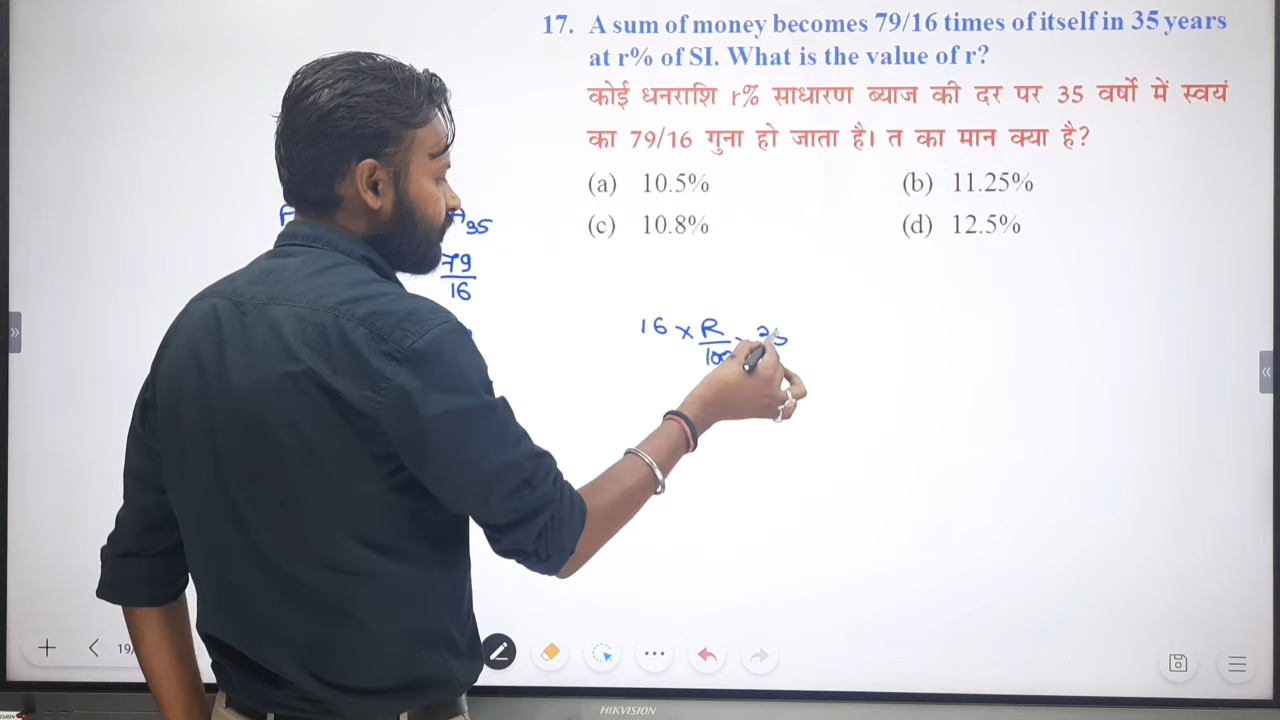 17. A sum of money becomes 79/16 times of itself in 35 years
at r% of SI. What is the value of r?
कोई धनराशि r% साधारण ब्याज की दर पर 35 वर्षो में स्वयं
का 79/16 गुना हो जाता है। त का मान क्या है?
(a) 10.5% (b) 11.25%
(c) 10.8% (d) 12.5%
A 35
79
16
16 × R
100
19/
HIKVISION